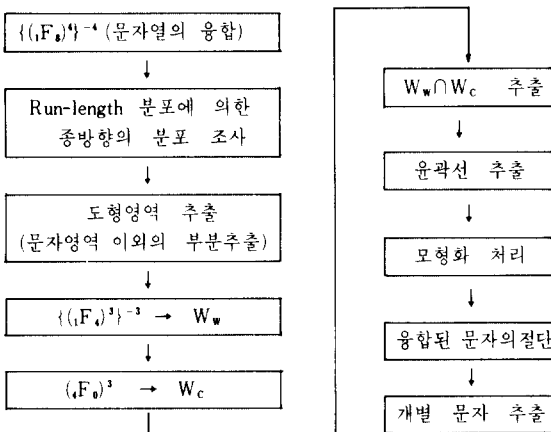 {(₁F₈)⁴}⁻⁴ (문자열의 융합)
Run-length 분포에 의한
종방향의 분포 조사
도형영역 추출
(문자영역 이외의 부분추출)
{(₁F₄)³}⁻³ → W_w
(₄F₀)³ → W_c
W_w∩W_c 추출
윤곽선 추출
모형화 처리
융합된 문자의절단
개별 문자 추출